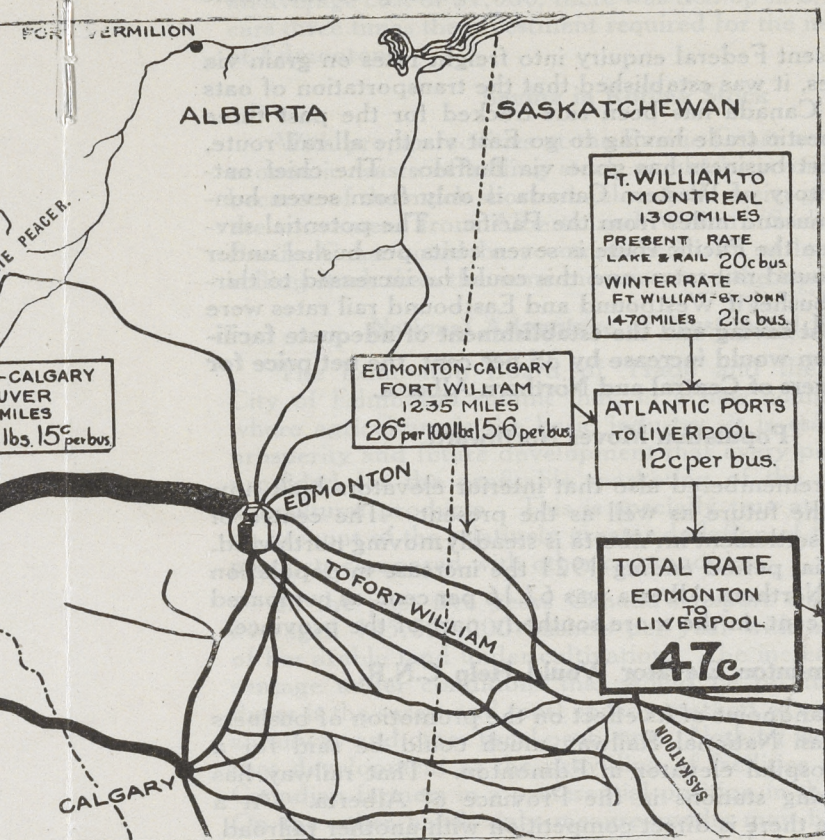 FORT VERMILION
ALBERTA
SASKATCHEWAN
PEACE R.
FT. WILLIAM TO
MONTREAL
1300 MILES
PRESENT RATE
LAKE & RAIL 20c bus.
WINTER RATE
FT. WILLIAM - ST. JOHN
1470 MILES 21c bus.
-CALGARY
UVER
MILES
lbs. 15c per bus.
EDMONTON-CALGARY
FORT WILLIAM
1235 MILES
26c per 100 lbs 156 per bus.
ATLANTIC PORTS
TO LIVERPOOL
12c per bus.
EDMONTON
TO FORT WILLIAM
TOTAL RATE
EDMONTON
TO
LIVERPOOL
47c
SASKATOON
CALGARY